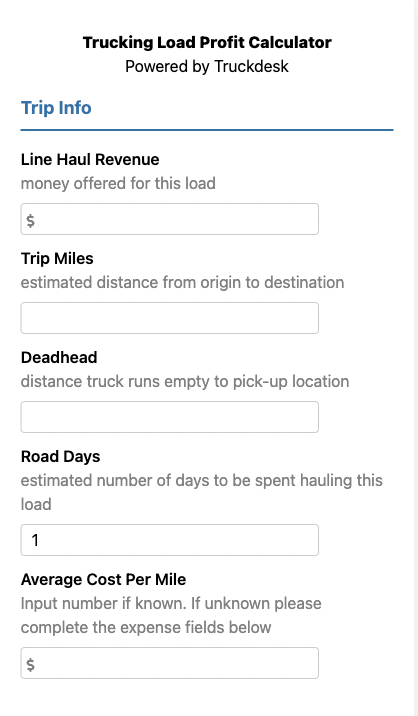 Trucking Load Profit Calculator
Powered by Truckdesk
Trip Info
Line Haul Revenue
money offered for this load
$
Trip Miles
estimated distance from origin to destination
Deadhead
distance truck runs empty to pick-up location
Road Days
estimated number of days to be spent hauling this
load
1
Average Cost Per Mile
Input number if known. If unknown please
complete the expense fields below
$